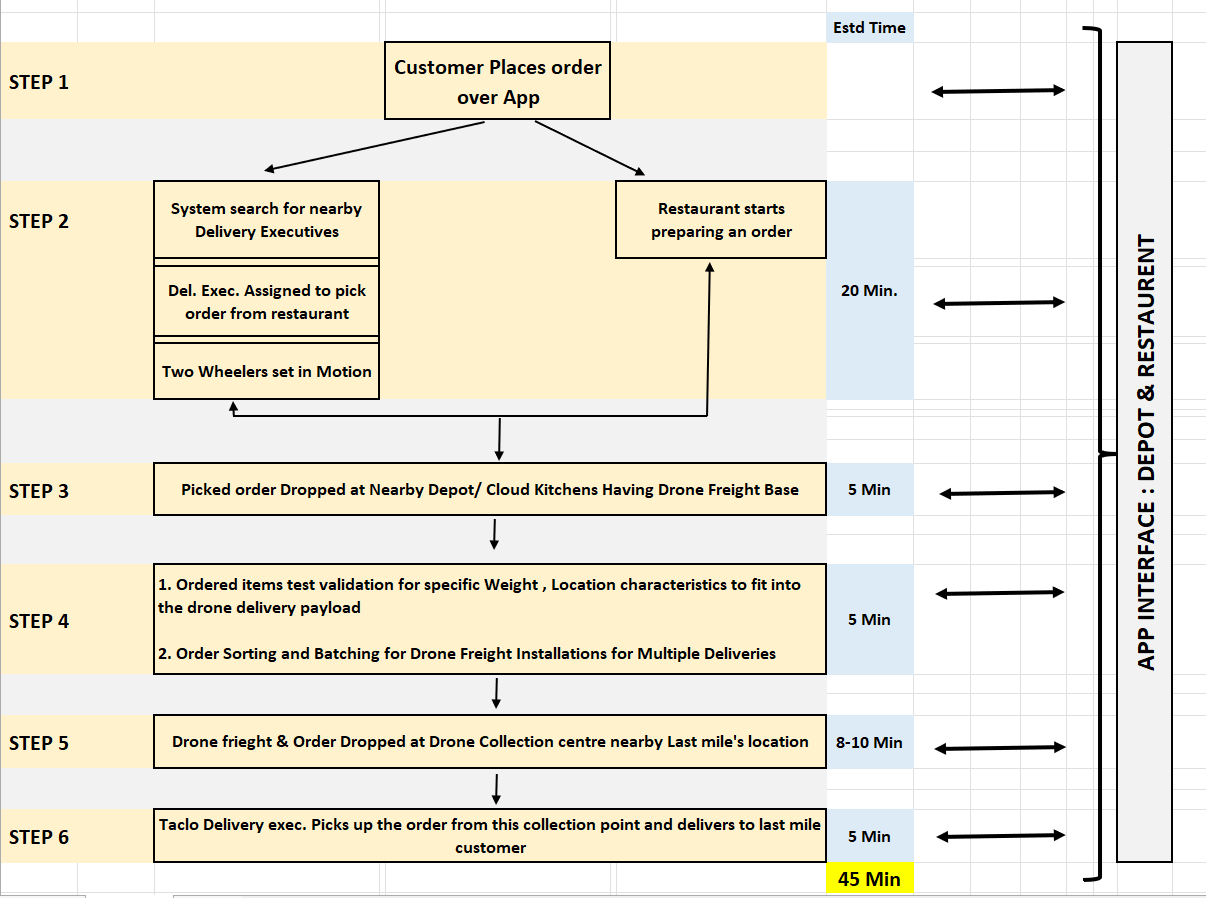 Estd Time
STEP 1
Customer Places order
over App
STEP 2
System search for nearby
Delivery Executives
Restaurant starts
preparing an order
Del. Exec. Assigned to pick
order from restaurant
20 Min.
Two Wheelers set in Motion
STEP 3
Picked order Dropped at Nearby Depot/ Cloud Kitchens Having Drone Freight Base
5 Min
STEP 4
1. Ordered items test validation for specific Weight , Location characteristics to fit into
the drone delivery payload
2. Order Sorting and Batching for Drone Freight Installations for Multiple Deliveries
5 Min
STEP 5
Drone frieght & Order Dropped at Drone Collection centre nearby Last mile's location
8-10 Min
STEP 6
Taclo Delivery exec. Picks up the order from this collection point and delivers to last mile
customer
5 Min
45 Min
APP INTERFACE : DEPOT & RESTAURENT